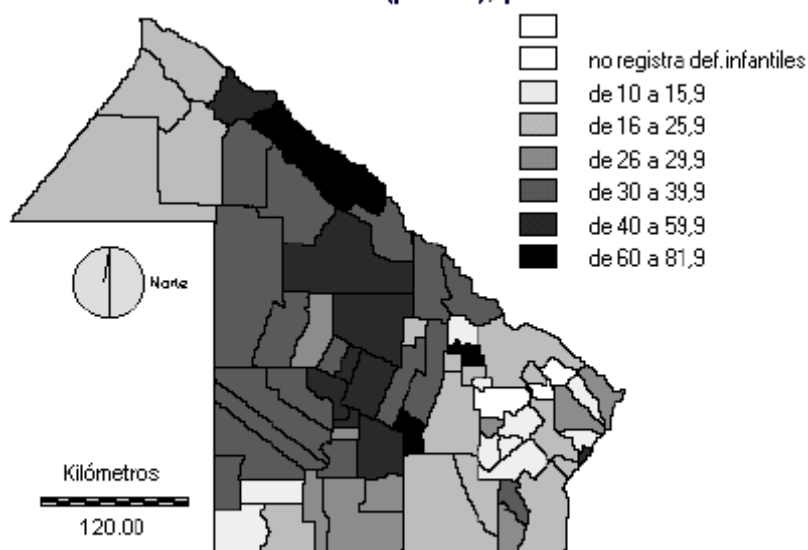 no registra def.infantiles
de 10 a 15,9
de 16 a 25,9
de 26 a 29,9
de 30 a 39,9
de 40 a 59,9
de 60 a 81,9
Norte
Kilómetros
120.00